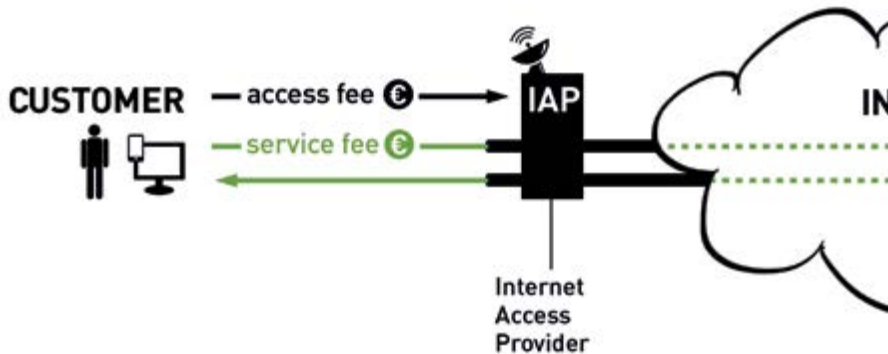 CUSTOMER
access fee €
IAP
IN
service fee €
Internet
Access
Provider